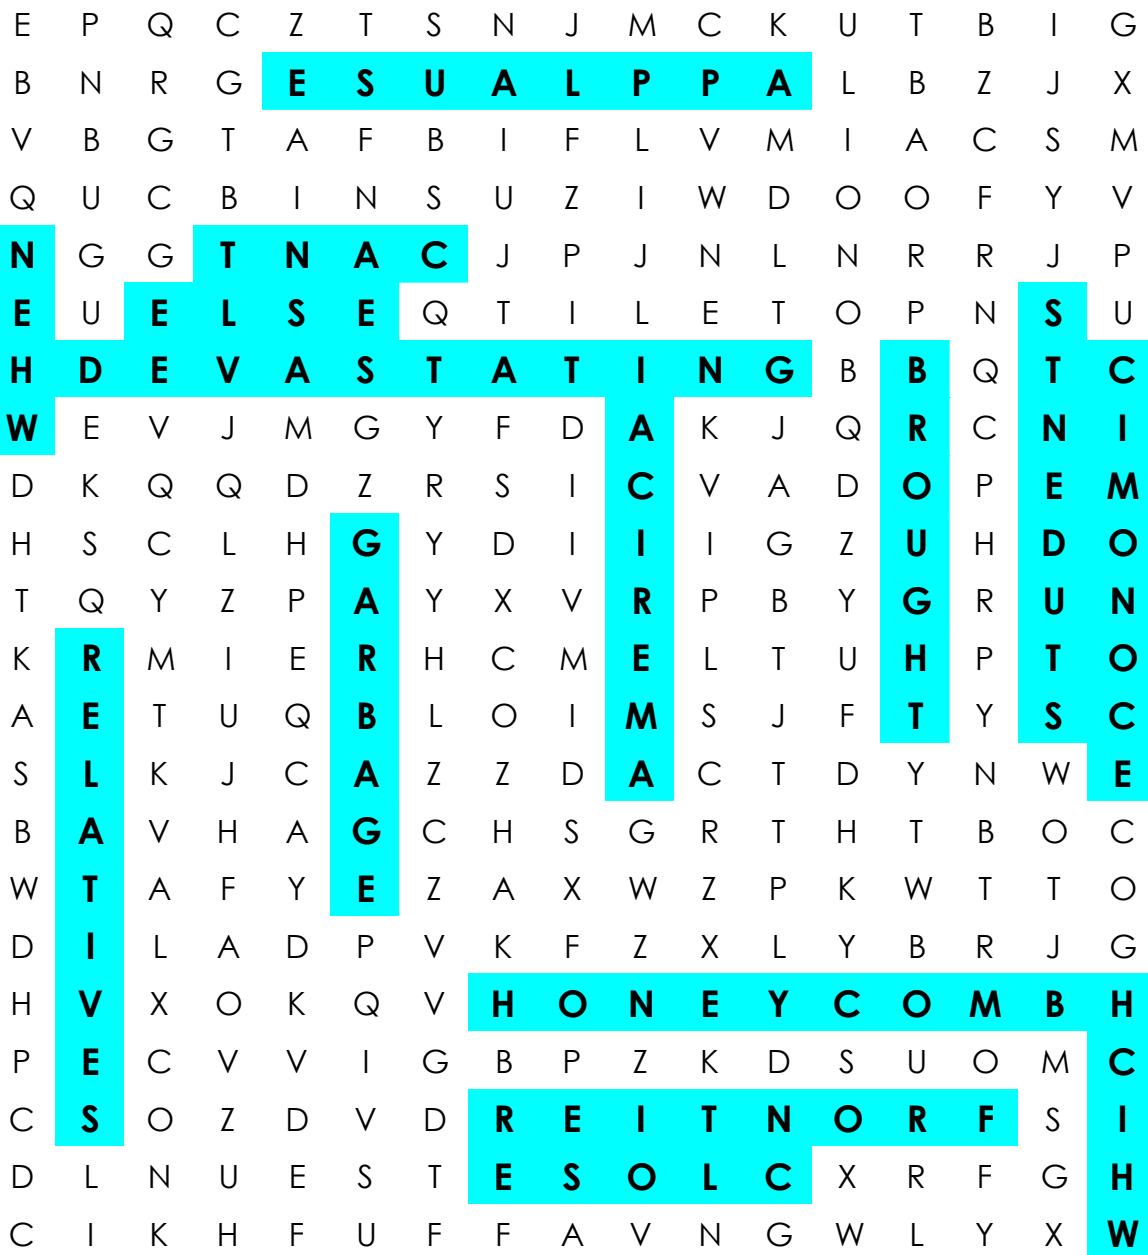 E P Q C Z T S N J M C K U T B I G
B N R G E S U A L P P A L B Z J X
V B G T A F B I F L V M I A C S M
Q U C B I N S U Z I W D O O F Y V
N G G T N A C J P J N L N R R J P
E U E L S E Q T I L E T O P N S U
H D E V A S T A T I N G B B Q T C
W E V J M G Y F D A K J Q R C N I
D K Q Q D Z R S I C V A D O P E M
H S C L H G Y D I I I G Z U H D O
T Q Y Z P A Y X V R P B Y G R U N
K R M I E R H C M E L T U H P T O
A E T U Q B L O I M S J F T Y S C
S L K J C A Z Z D A C T D Y N W E
B A V H A G C H S G R T H T B O C
W T A F Y E Z A X W Z P K W T T O
D I L A D P V K F Z X L Y B R J G
H V X O K Q V H O N E Y C O M B H
P E C V V I G B P Z K D S U O M C
C S O Z D V D R E I T N O R F S I
D L N U E S T E S O L C X R F G H
C I K H F U F F A V N G W L Y X W